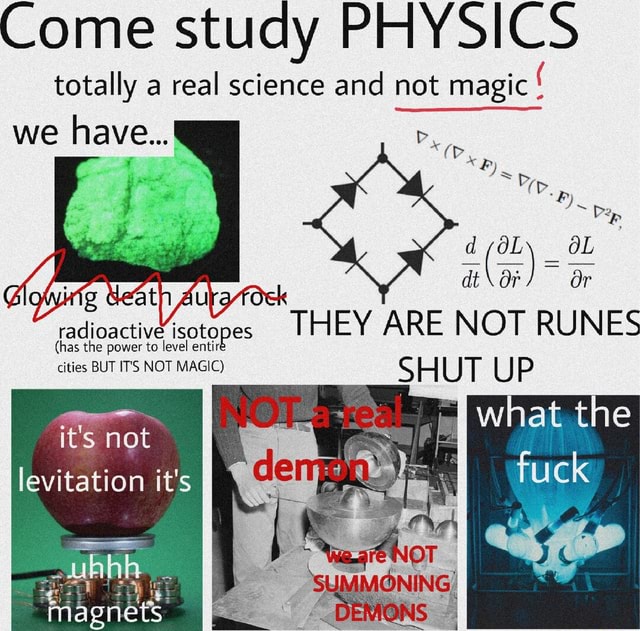 Come study PHYSICS
totally a real science and not magic!
we have...
∇ × (∇ × F) = ∇(∇ · F) − ∇²F,
d/dt (∂L/∂ṙ) = ∂L/∂r
Glowing death aura rock
radioactive isotopes
(has the power to level entire
cities BUT IT'S NOT MAGIC)
THEY ARE NOT RUNES
SHUT UP
it's not
levitation it's
uhhh
magnets
NOT a real
demon
we are NOT
SUMMONING
DEMONS
what the
fuck